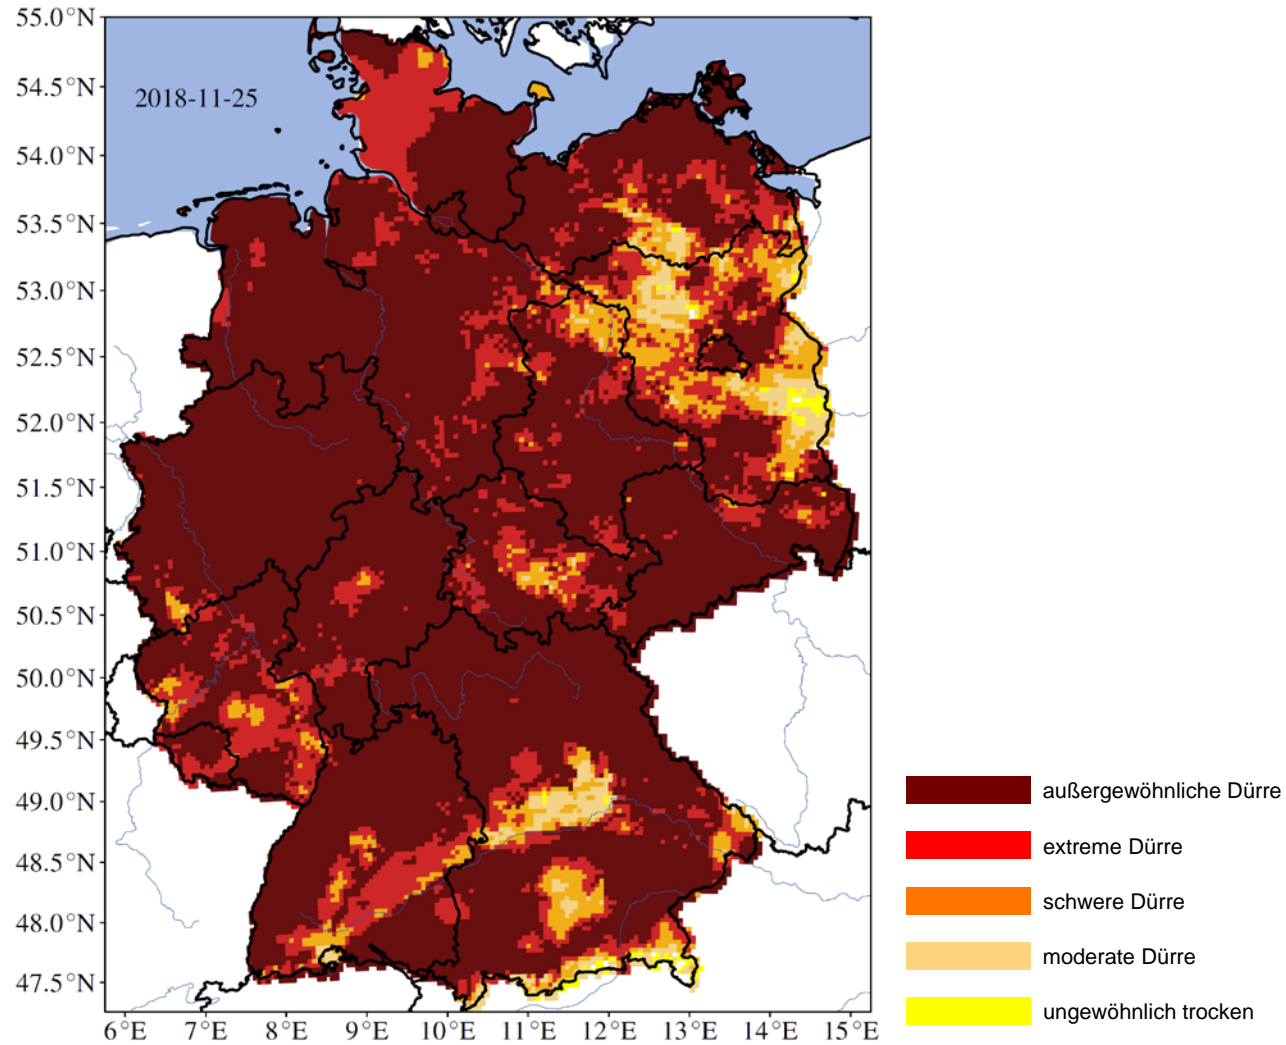 55.0°N
54.5°N
54.0°N
53.5°N
53.0°N
52.5°N
52.0°N
51.5°N
51.0°N
50.5°N
50.0°N
49.5°N
49.0°N
48.5°N
48.0°N
47.5°N
2018-11-25
6°E 7°E 8°E 9°E 10°E 11°E 12°E 13°E 14°E 15°E
außergewöhnliche Dürre
extreme Dürre
schwere Dürre
moderate Dürre
ungewöhnlich trocken